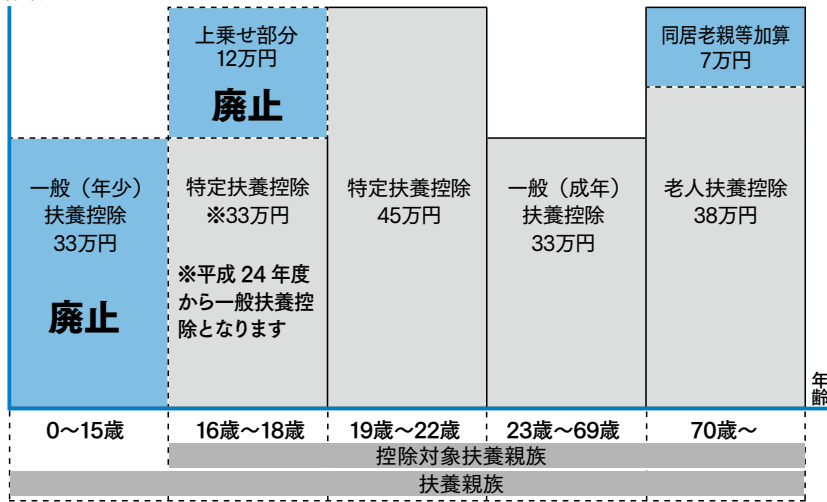 上乗せ部分
12万円
廃止
同居老親等加算
7万円
一般（年少）
扶養控除
33万円
廃止
特定扶養控除
※33万円
※平成 24 年度
から一般扶養控
除となります
特定扶養控除
45万円
一般（成年）
扶養控除
33万円
老人扶養控除
38万円
年齢
0〜15歳
16歳〜18歳
19歳〜22歳
23歳〜69歳
70歳〜
控除対象扶養親族
扶養親族